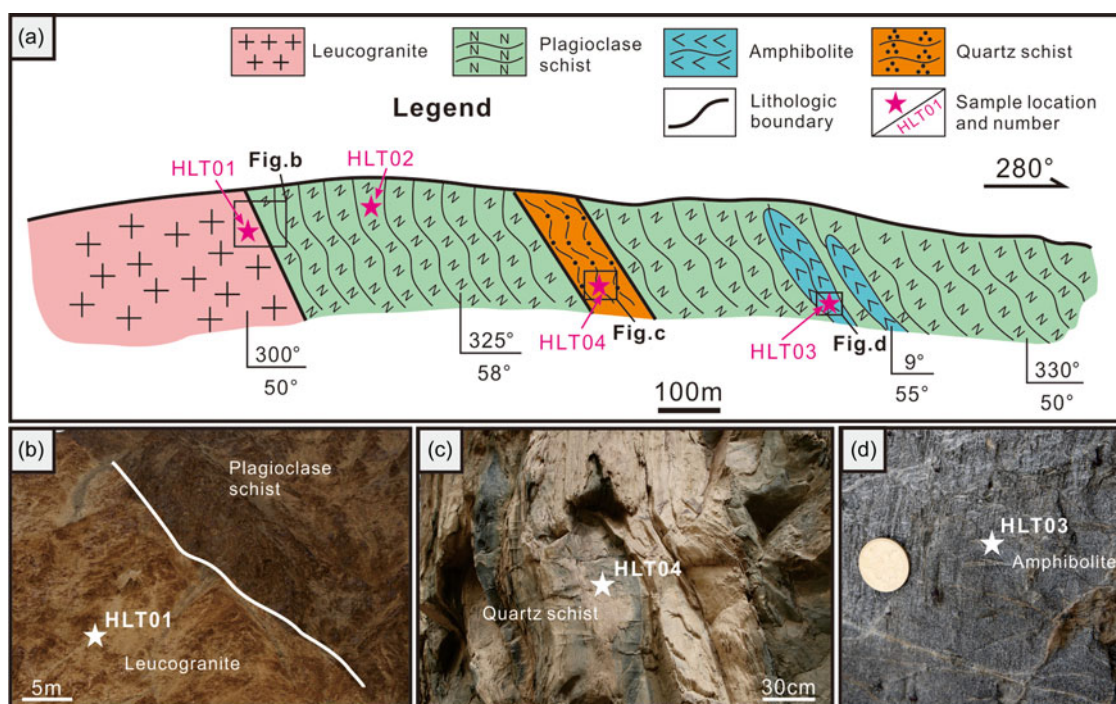 (a)
Leucogranite
Plagioclase
schist
Amphibolite
Quartz schist
Legend
Lithologic
boundary
HLT01
Sample location
and number
HLT01
Fig.b
HLT02
280°
HLT04
Fig.c
HLT03
Fig.d
300°
50°
325°
58°
9°
55°
330°
50°
100m
(b)
Plagioclase
schist
HLT01
Leucogranite
5m
(c)
HLT04
Quartz schist
30cm
(d)
HLT03
Amphibolite